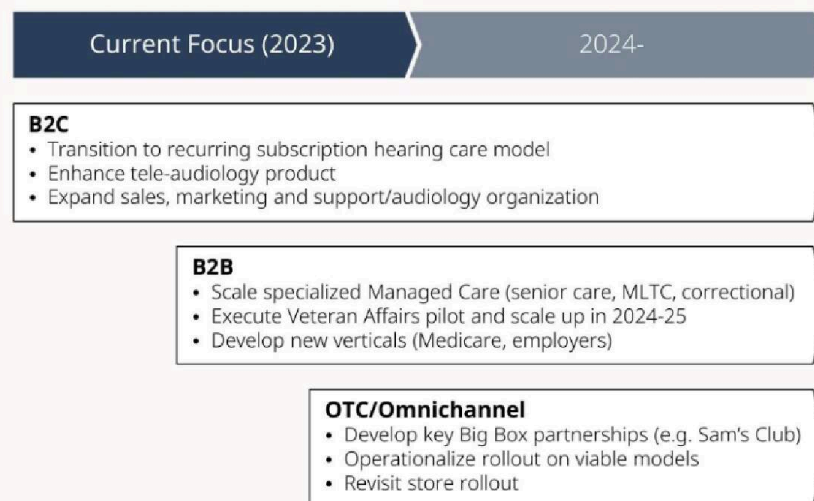 Current Focus (2023)
2024-
B2C
• Transition to recurring subscription hearing care model
• Enhance tele-audiology product
• Expand sales, marketing and support/audiology organization
B2B
• Scale specialized Managed Care (senior care, MLTC, correctional)
• Execute Veteran Affairs pilot and scale up in 2024-25
• Develop new verticals (Medicare, employers)
OTC/Omnichannel
• Develop key Big Box partnerships (e.g. Sam's Club)
• Operationalize rollout on viable models
• Revisit store rollout